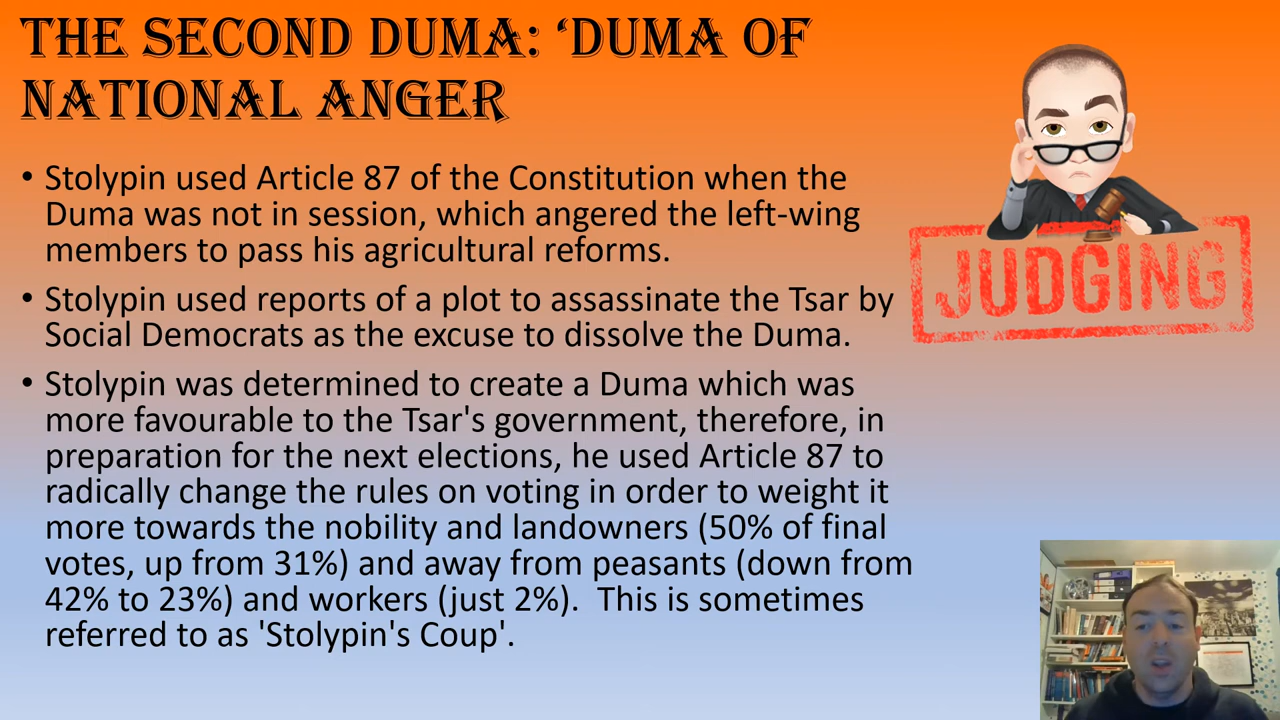 THE SECOND DUMA: ‘DUMA OF
NATIONAL ANGER
• Stolypin used Article 87 of the Constitution when the
Duma was not in session, which angered the left-wing
members to pass his agricultural reforms.
• Stolypin used reports of a plot to assassinate the Tsar by
Social Democrats as the excuse to dissolve the Duma.
• Stolypin was determined to create a Duma which was
more favourable to the Tsar's government, therefore, in
preparation for the next elections, he used Article 87 to
radically change the rules on voting in order to weight it
more towards the nobility and landowners (50% of final
votes, up from 31%) and away from peasants (down from
42% to 23%) and workers (just 2%).  This is sometimes
referred to as 'Stolypin's Coup'.
JUDGING